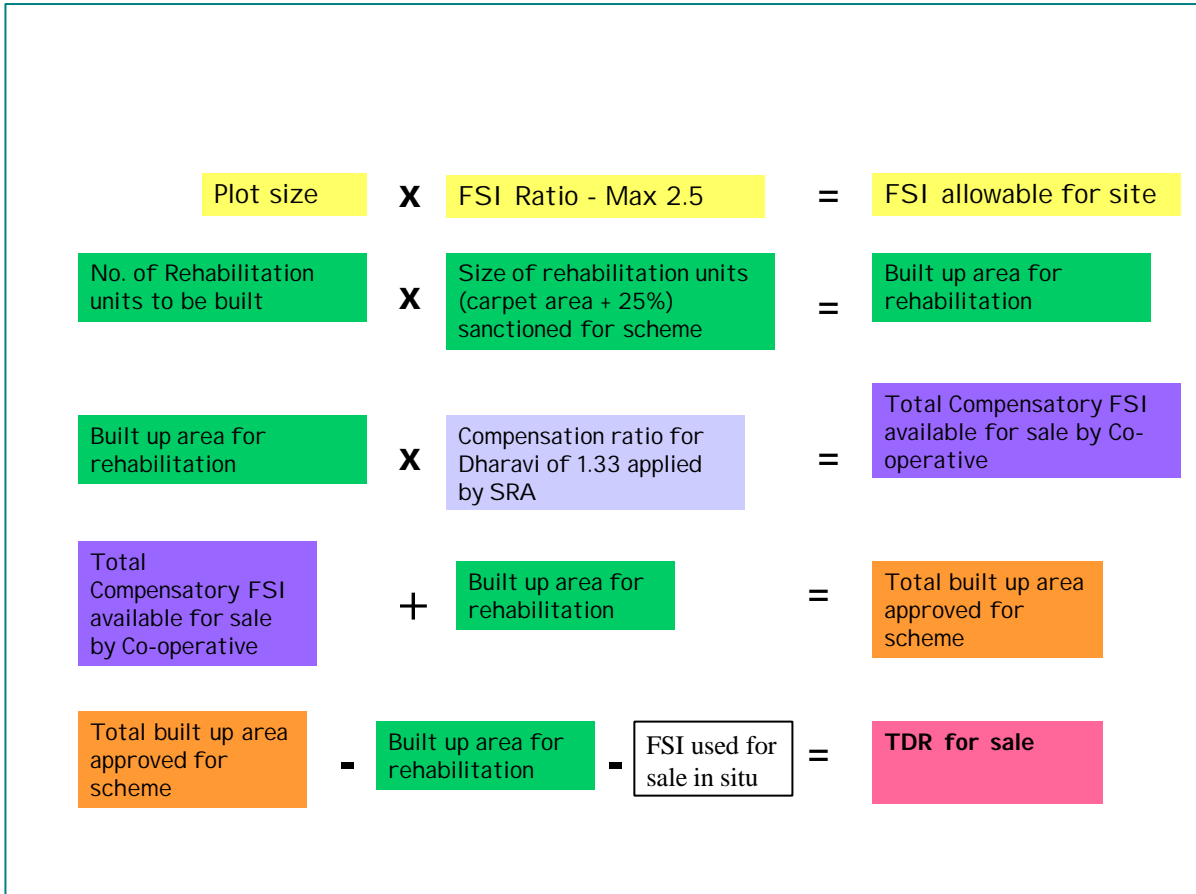 Plot size x FSI Ratio - Max 2.5 = FSI allowable for site
No. of Rehabilitation
units to be built
x
Size of rehabilitation units
(carpet area + 25%)
sanctioned for scheme
=
Built up area for
rehabilitation
Built up area for
rehabilitation
x
Compensation ratio for
Dharavi of 1.33 applied
by SRA
=
Total Compensatory FSI
available for sale by Co-
operative
Total
Compensatory FSI
available for sale
by Co-operative
+
Built up area for
rehabilitation
=
Total built up area
approved for
scheme
Total built up area
approved for
scheme
-
Built up area for
rehabilitation
-
FSI used for
sale in situ
=
TDR for sale